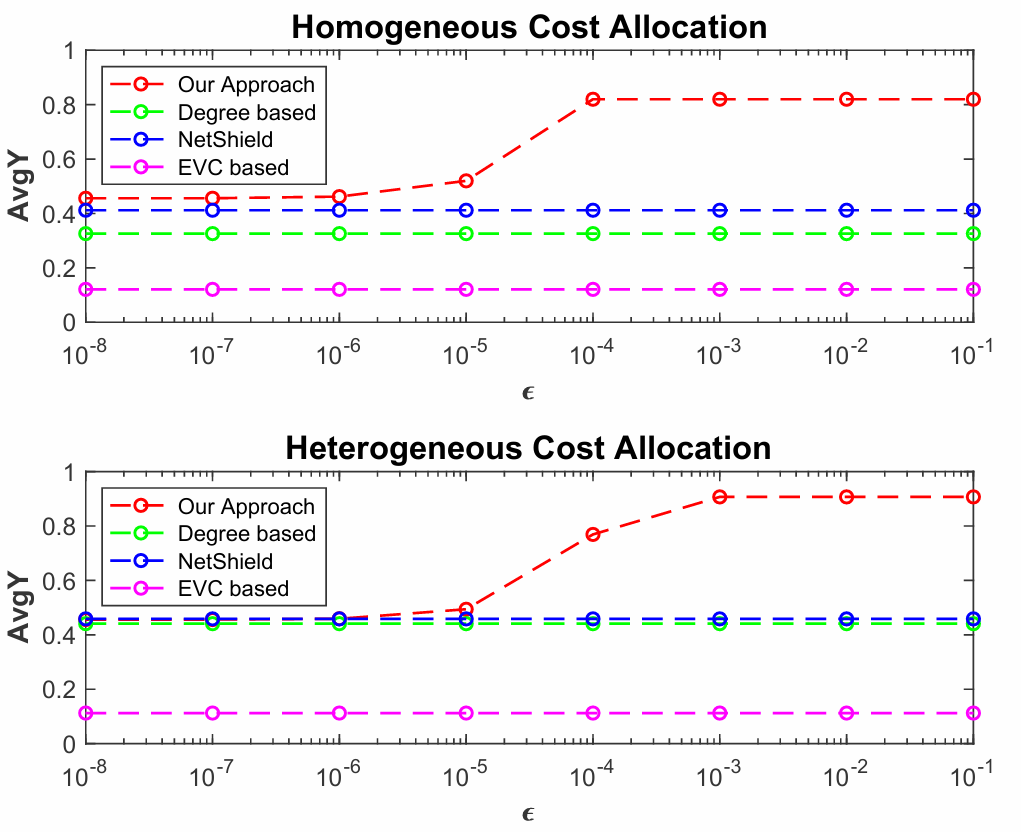 Homogeneous Cost Allocation
1
0.8
0.6
0.4
0.2
0
AvgY
Our Approach
Degree based
NetShield
EVC based
10-8 10-7 10-6 10-5 10-4 10-3 10-2 10-1
ϵ
Heterogeneous Cost Allocation
1
0.8
0.6
0.4
0.2
0
AvgY
Our Approach
Degree based
NetShield
EVC based
10-8 10-7 10-6 10-5 10-4 10-3 10-2 10-1
ϵ